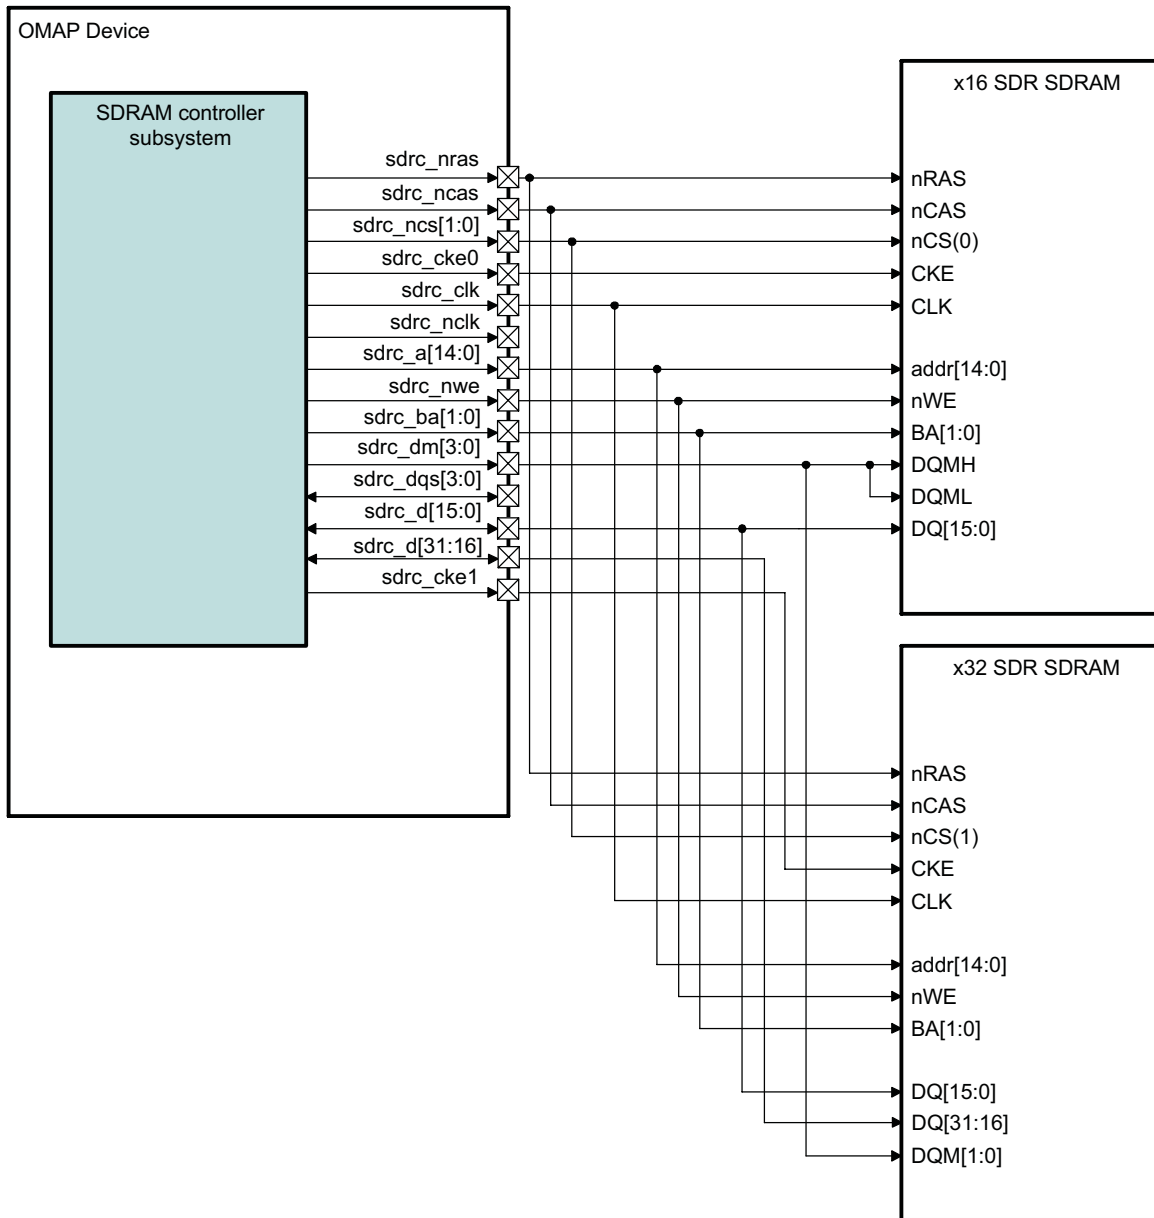 OMAP Device
SDRAM controller
subsystem
sdrc_nras
sdrc_ncas
sdrc_ncs[1:0]
sdrc_cke0
sdrc_clk
sdrc_nclk
sdrc_a[14:0]
sdrc_nwe
sdrc_ba[1:0]
sdrc_dm[3:0]
sdrc_dqs[3:0]
sdrc_d[15:0]
sdrc_d[31:16]
sdrc_cke1
x16 SDR SDRAM
nRAS
nCAS
nCS(0)
CKE
CLK
addr[14:0]
nWE
BA[1:0]
DQMH
DQML
DQ[15:0]
x32 SDR SDRAM
nRAS
nCAS
nCS(1)
CKE
CLK
addr[14:0]
nWE
BA[1:0]
DQ[15:0]
DQ[31:16]
DQM[1:0]